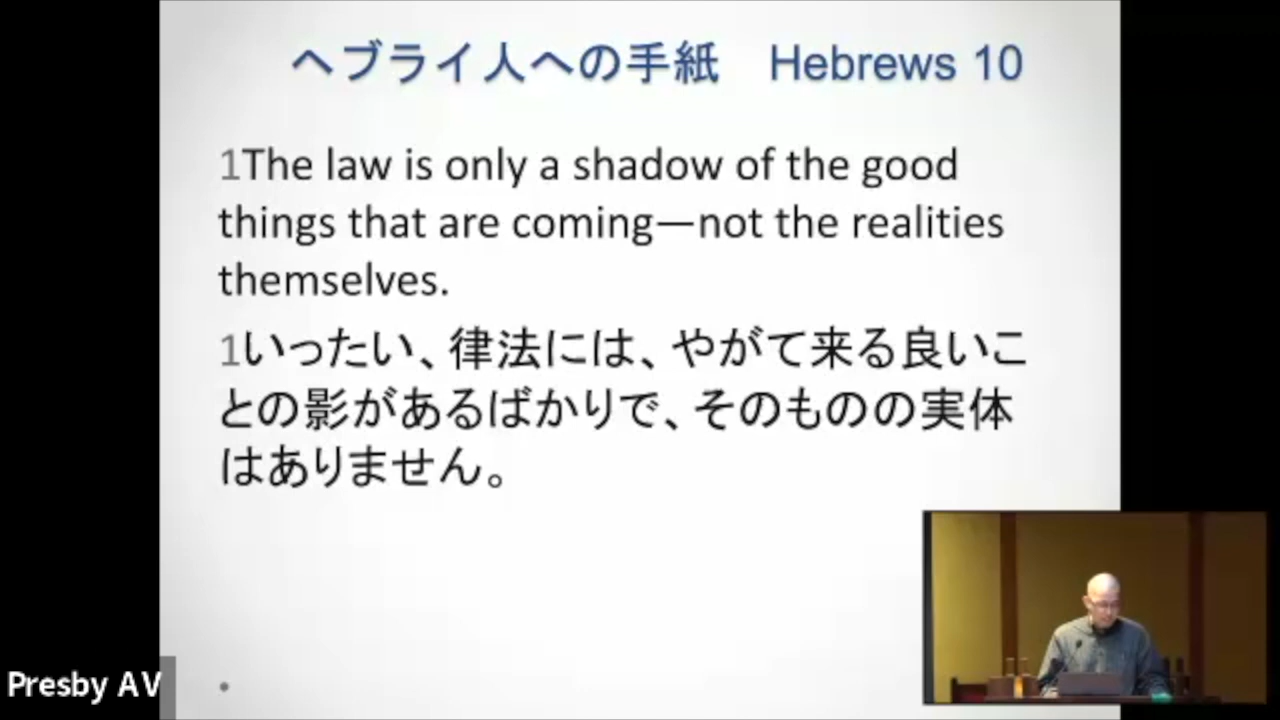 ヘブライ人への手紙　Hebrews 10
1The law is only a shadow of the good
things that are coming—not the realities
themselves.
1いったい、律法には、やがて来る良いこ
との影があるばかりで、そのものの実体
はありません。
Presby AV